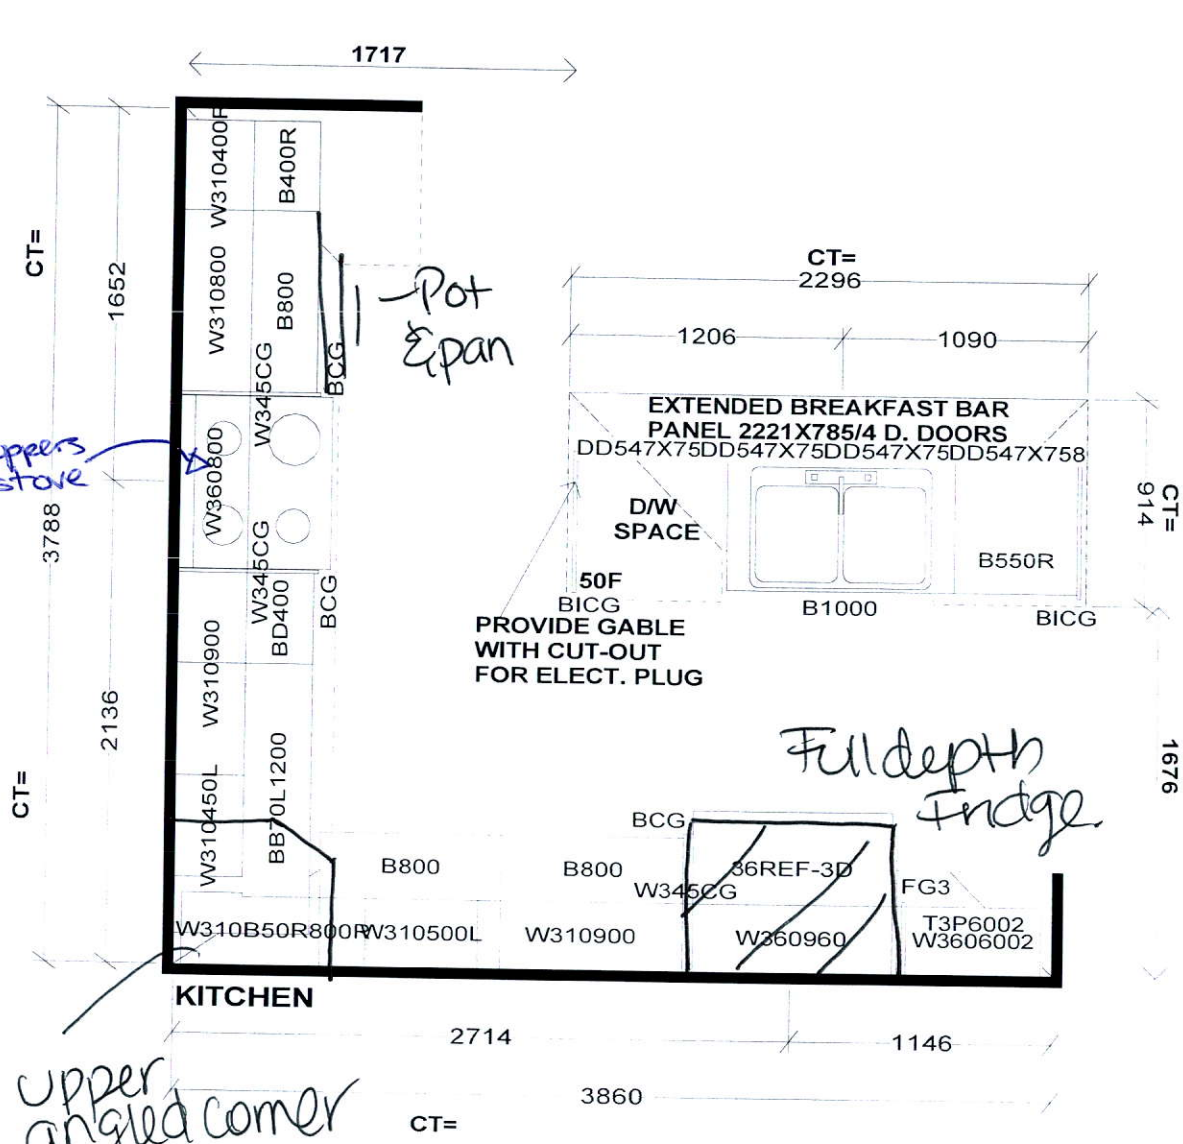 1717
W310400R
B400R
CT=
1652
W310800
B800
BCG
-Pot
& pan
CT=
2296
1206
1090
W345CG
EXTENDED BREAKFAST BAR
PANEL 2221X785/4 D. DOORS
DD547X75DD547X75DD547X75DD547X758
uppers
stove
W360800
3788
D/W
SPACE
914
CT=
B550R
W345CG
50F
BICG
B1000
BICG
BD400
BCG
PROVIDE GABLE
WITH CUT-OUT
FOR ELECT. PLUG
W310900
2136
CT=
Full depth
Fridge
1676
W310450L
BB70L1200
BCG
B800
B800
36REF-3D
W345CG
FG3
T3P6002
W310B50R800R
W310500L
W310900
W360960
W3606002
KITCHEN
2714
1146
3860
upper
angled corner
CT=